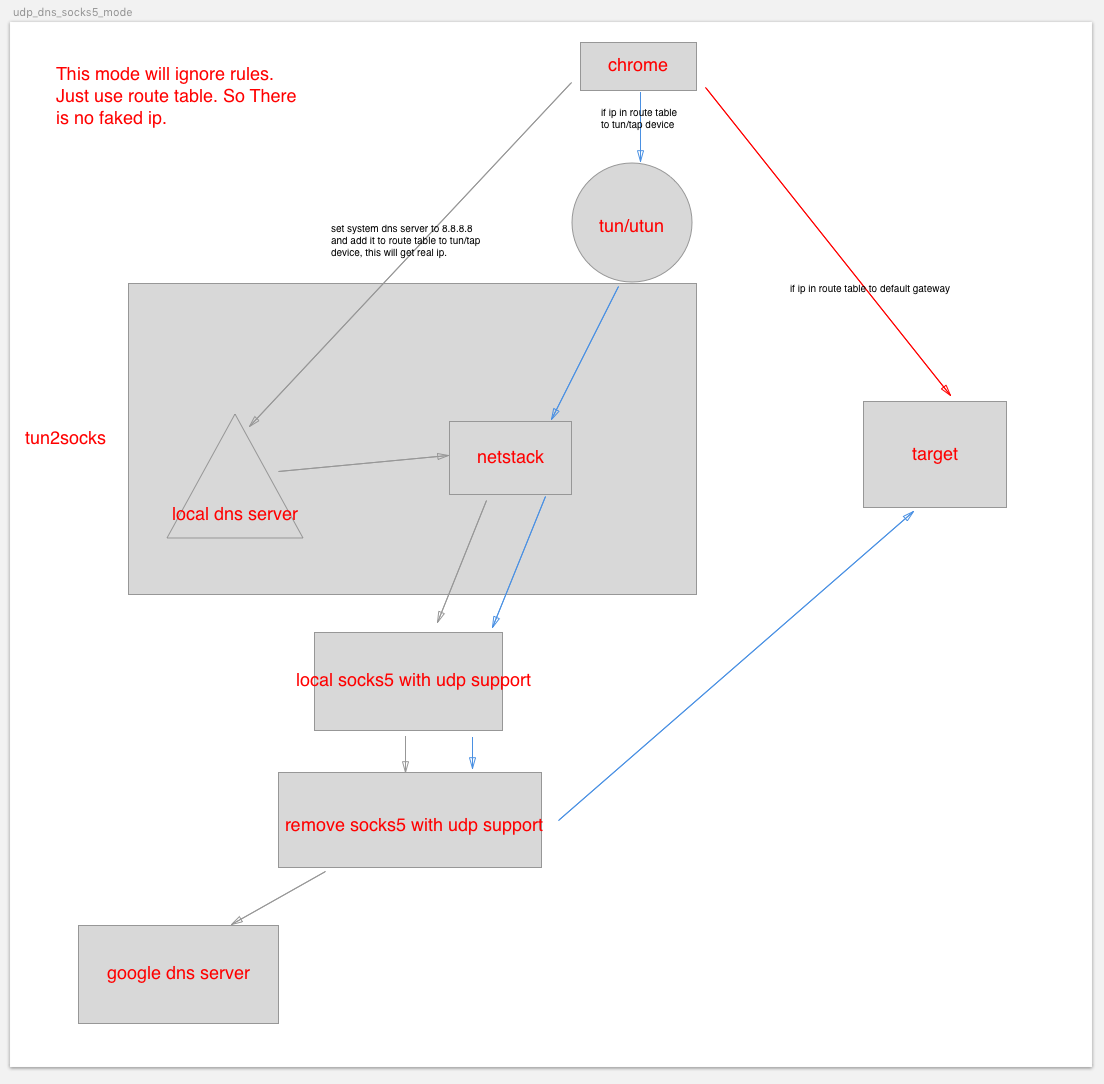 udp_dns_socks5_mode
This mode will ignore rules.
Just use route table. So There
is no faked ip.
chrome
if ip in route table
to tun/tap device
tun/utun
set system dns server to 8.8.8.8
and add it to route table to tun/tap
device, this will get real ip.
if ip in route table to default gateway
tun2socks
netstack
target
local dns server
local socks5 with udp support
remove socks5 with udp support
google dns server